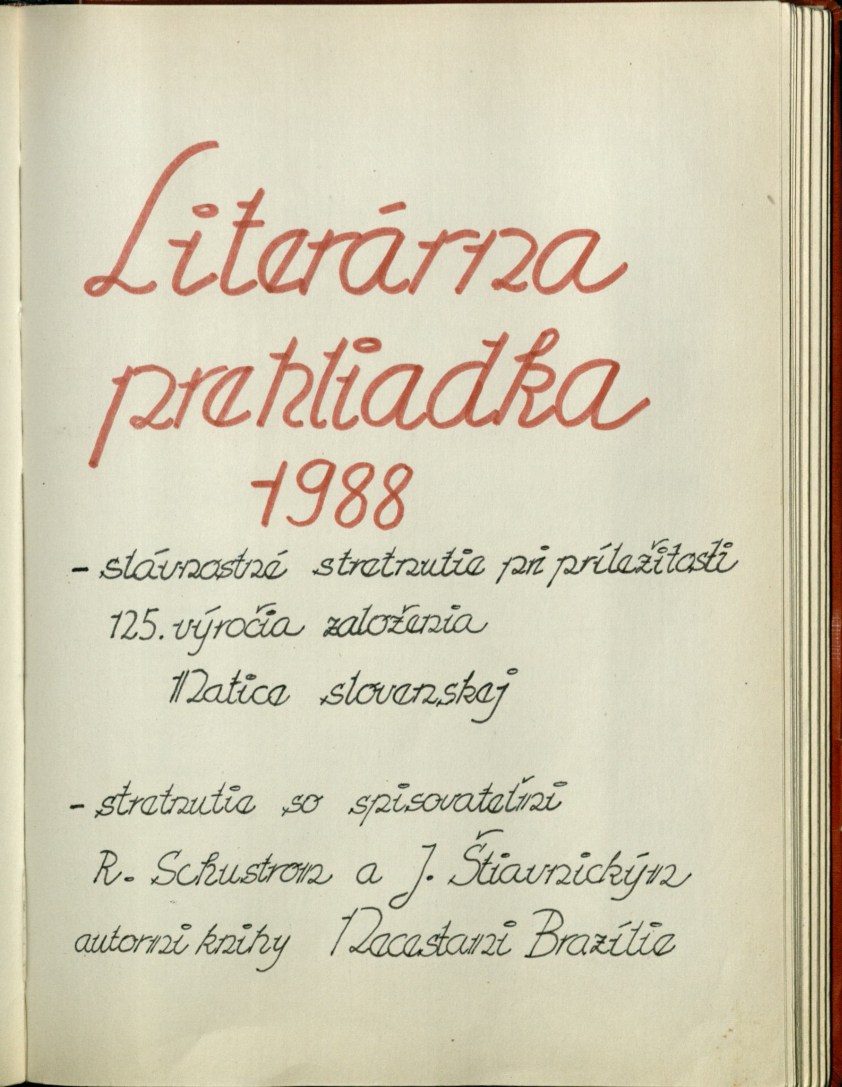 Literárna
prehliadka
1988
- slávnostné stretnutie pri príležitosti
125. výročia založenia
Matice slovenskej
- stretnutie so spisovateľmi
R. Schustrom a J. Štiavnickým
autormi knihy Necestami Brazílie